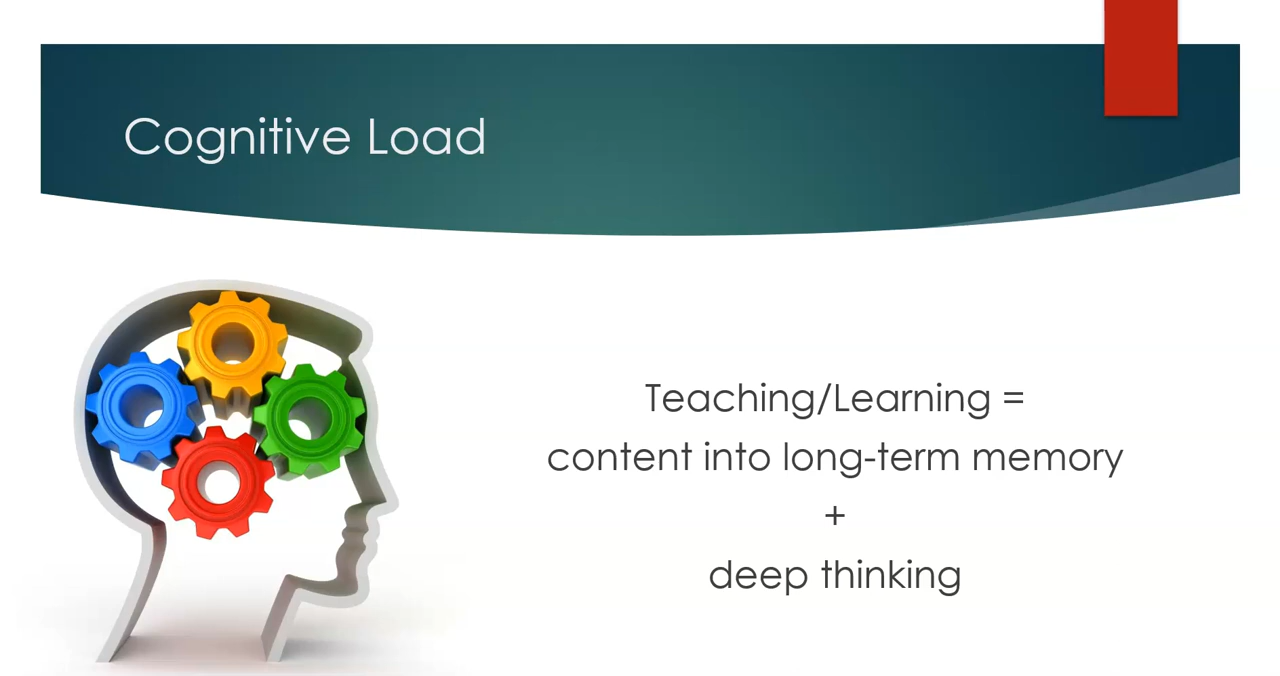 Cognitive Load
Teaching/Learning =
content into long-term memory
+
deep thinking